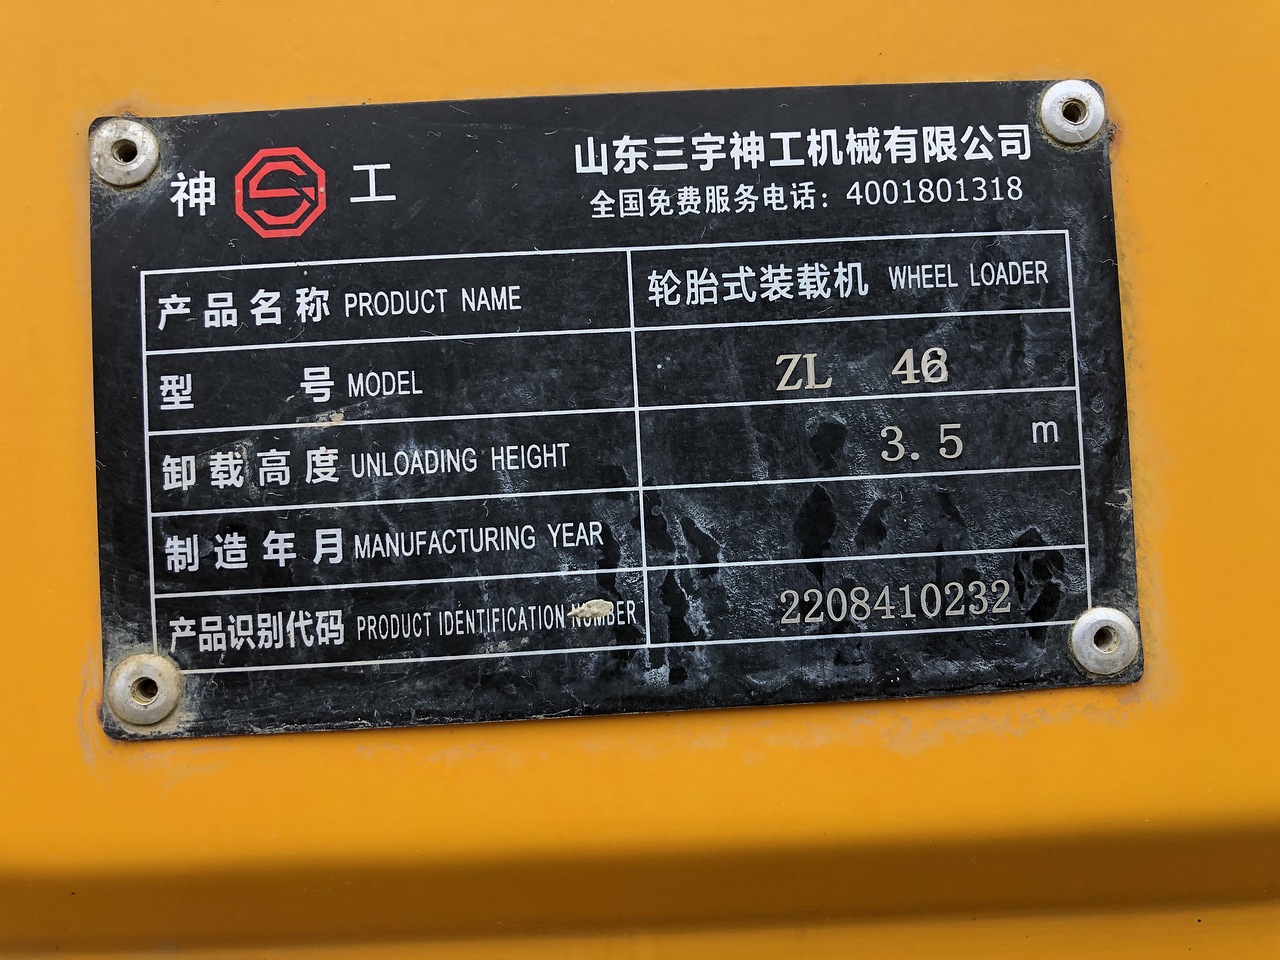 神 工
山东三宇神工机械有限公司
全国免费服务电话：4001801318
产品名称 PRODUCT NAME 轮胎式装载机 WHEEL LOADER
型 号 MODEL ZL
卸载高度 UNLOADING HEIGHT 3.5 m
制造年月 MANUFACTURING YEAR
产品识别代码 PRODUCT IDENTIFICATION NUMBER 2208410232